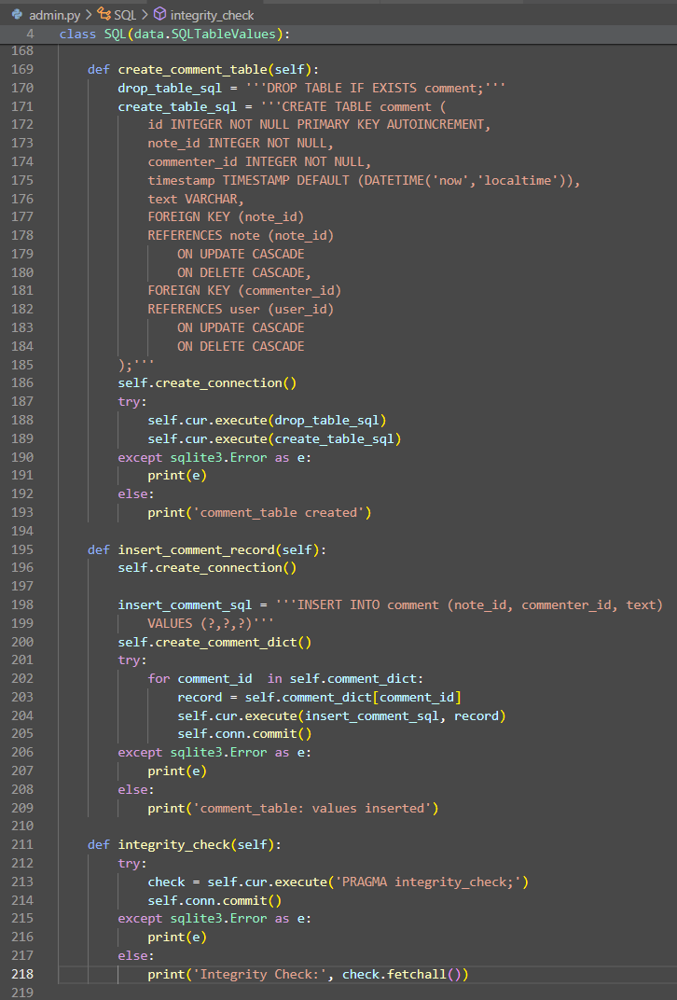 admin.py > SQL > integrity_check
4 class SQL(data.SQLTableValues):
168
169 def create_comment_table(self):
170 drop_table_sql = '''DROP TABLE IF EXISTS comment;'''
171 create_table_sql = '''CREATE TABLE comment (
172 id INTEGER NOT NULL PRIMARY KEY AUTOINCREMENT,
173 note_id INTEGER NOT NULL,
174 commenter_id INTEGER NOT NULL,
175 timestamp TIMESTAMP DEFAULT (DATETIME('now','localtime')),
176 text VARCHAR,
177 FOREIGN KEY (note_id)
178 REFERENCES note (note_id)
179 ON UPDATE CASCADE
180 ON DELETE CASCADE,
181 FOREIGN KEY (commenter_id)
182 REFERENCES user (user_id)
183 ON UPDATE CASCADE
184 ON DELETE CASCADE
185 );'''
186 self.create_connection()
187 try:
188 self.cur.execute(drop_table_sql)
189 self.cur.execute(create_table_sql)
190 except sqlite3.Error as e:
191 print(e)
192 else:
193 print('comment_table created')
194
195 def insert_comment_record(self):
196 self.create_connection()
197
198 insert_comment_sql = '''INSERT INTO comment (note_id, commenter_id, text)
199 VALUES (?,?,?)'''
200 self.create_comment_dict()
201 try:
202 for comment_id  in self.comment_dict:
203 record = self.comment_dict[comment_id]
204 self.cur.execute(insert_comment_sql, record)
205 self.conn.commit()
206 except sqlite3.Error as e:
207 print(e)
208 else:
209 print('comment_table: values inserted')
210
211 def integrity_check(self):
212 try:
213 check = self.cur.execute('PRAGMA integrity_check;')
214 self.conn.commit()
215 except sqlite3.Error as e:
216 print(e)
217 else:
218 print('Integrity Check:', check.fetchall())
219